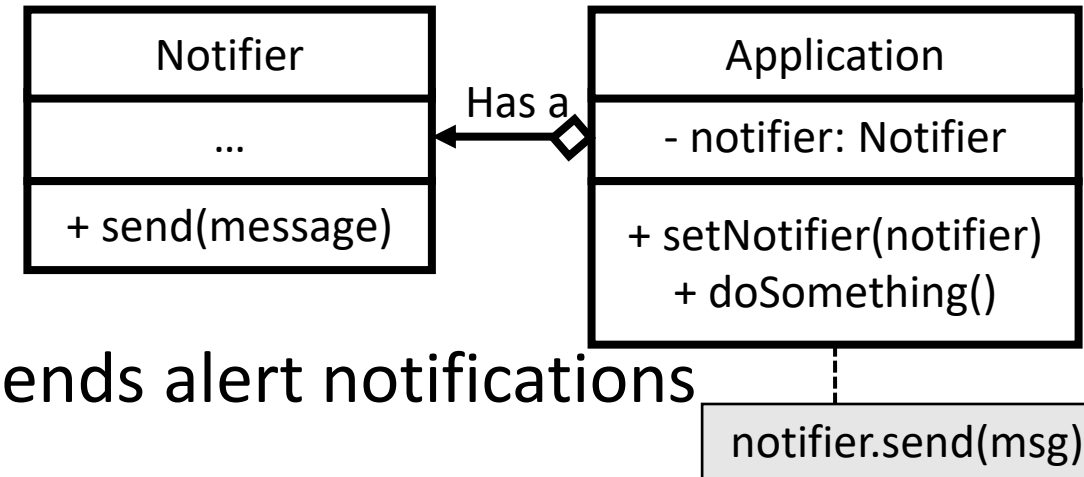 Notifier
...
+ send(message)
Has a
Application
- notifier: Notifier
+ setNotifier(notifier)
+ doSomething()
ends alert notifications
notifier.send(msg)